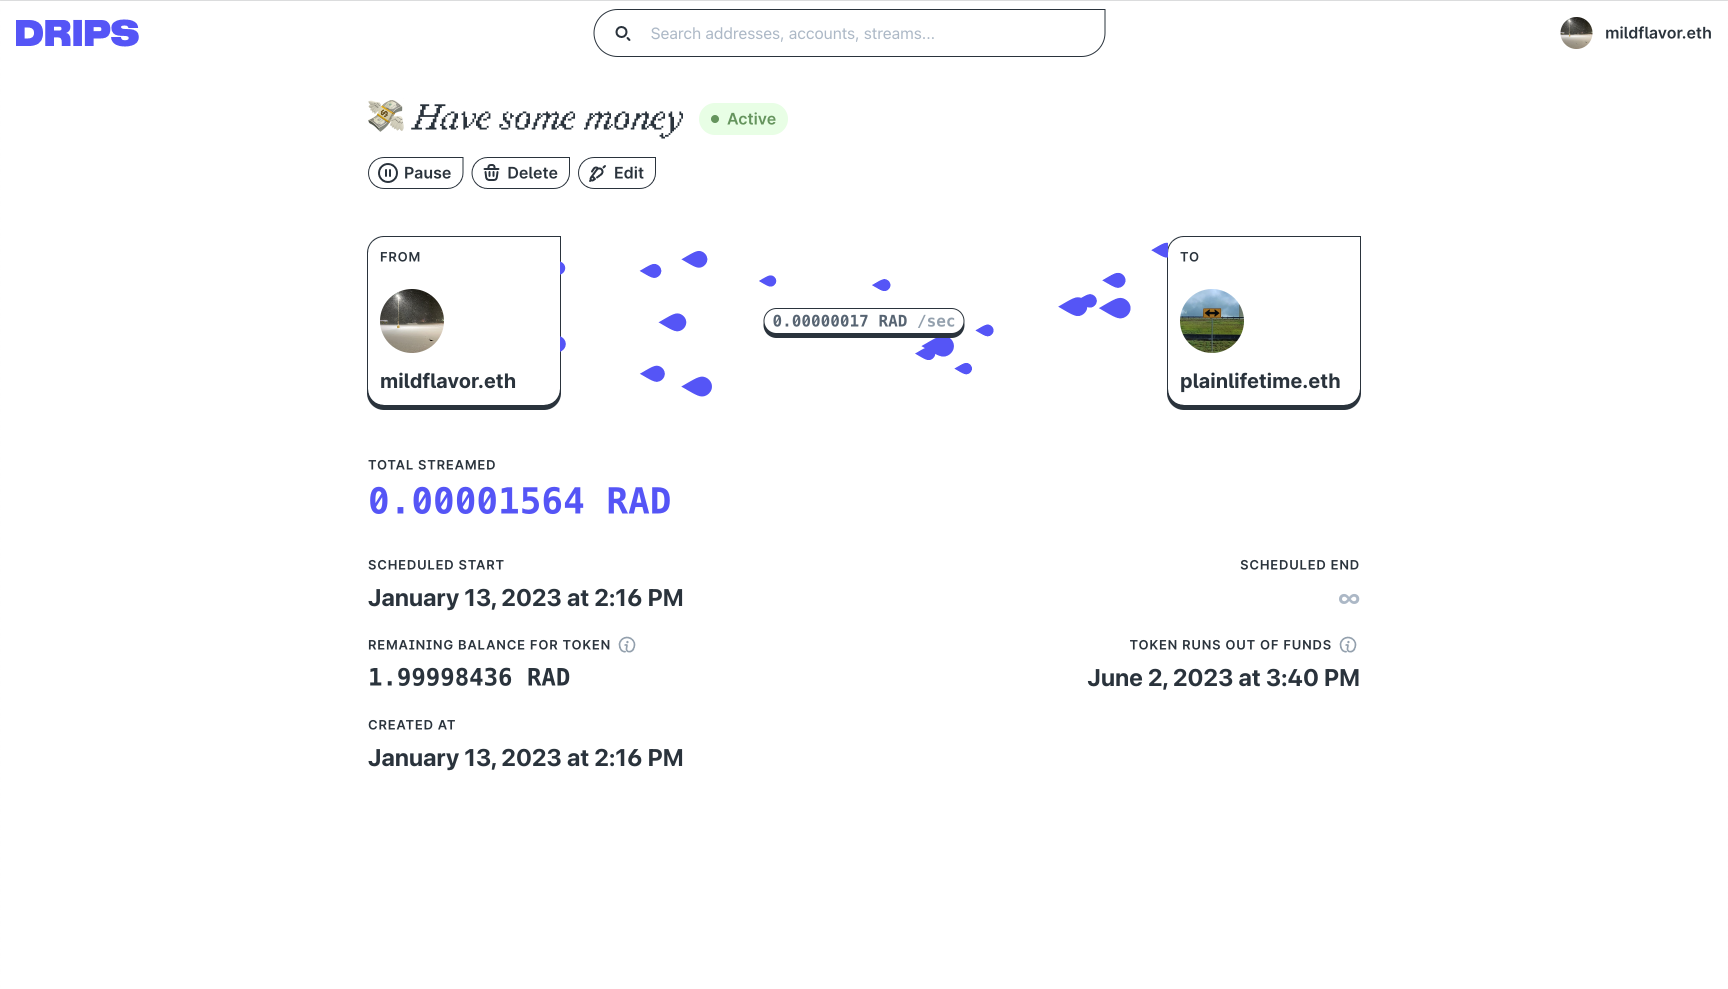 DRIPS
Search addresses, accounts, streams...
mildflavor.eth
💸 Have some money
Active
Pause
Delete
Edit
FROM
mildflavor.eth
0.00000017 RAD /sec
TO
plainlifetime.eth
TOTAL STREAMED
0.00001564 RAD
SCHEDULED START
SCHEDULED END
January 13, 2023 at 2:16 PM
∞
REMAINING BALANCE FOR TOKEN
TOKEN RUNS OUT OF FUNDS
1.99998436 RAD
June 2, 2023 at 3:40 PM
CREATED AT
January 13, 2023 at 2:16 PM